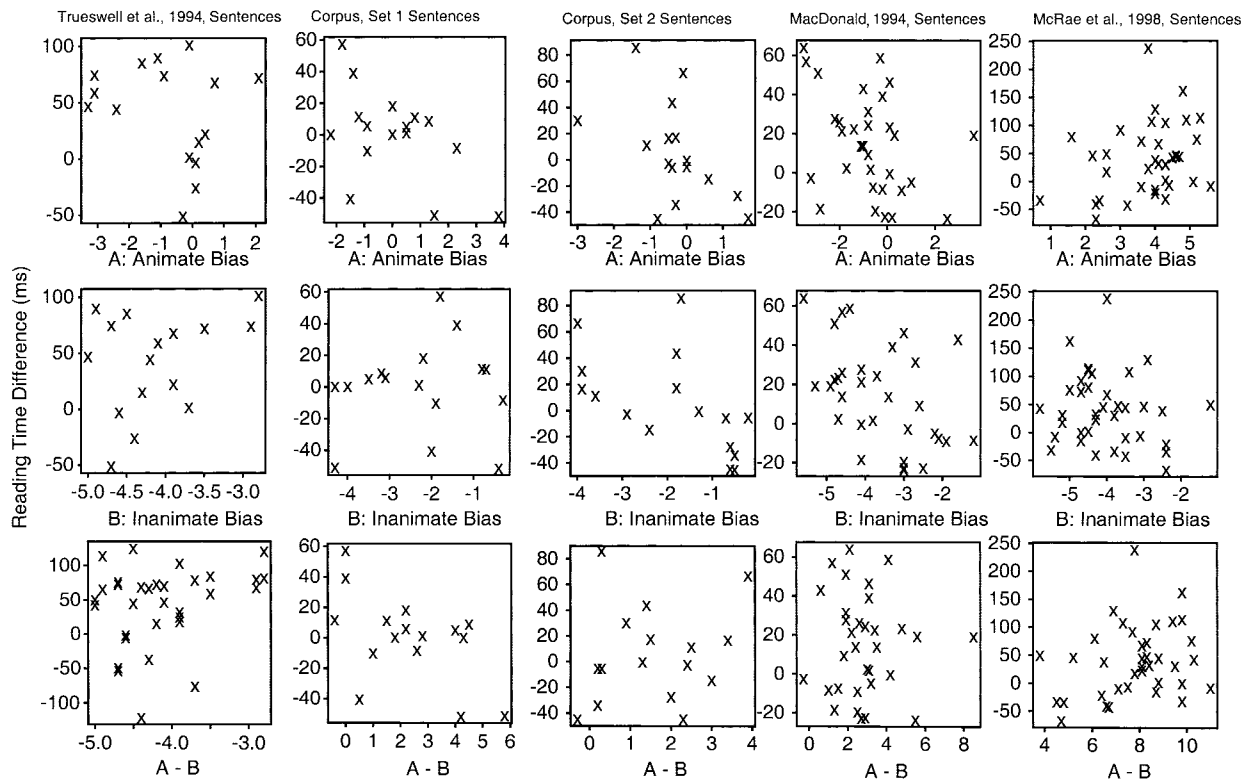 Trueswell et al., 1994, Sentences
Corpus, Set 1 Sentences
Corpus, Set 2 Sentences
MacDonald, 1994, Sentences
McRae et al., 1998, Sentences
Reading Time Difference (ms)
100
50
0
-50
-3 -2 -1 0 1 2
A: Animate Bias
60
40
20
0
-20
-40
-2 -1 0 1 2 3 4
A: Animate Bias
80
60
40
20
0
-20
-40
-3 -2 -1 0 1
A: Animate Bias
60
40
20
0
-20
-2 0 2
A: Animate Bias
250
200
150
100
50
0
-50
1 2 3 4 5
A: Animate Bias
100
50
0
-50
-5.0 -4.5 -4.0 -3.5 -3.0
B: Inanimate Bias
60
40
20
0
-20
-40
-4 -3 -2 -1
B: Inanimate Bias
80
60
40
20
0
-20
-40
-4 -3 -2 -1 0
B: Inanimate Bias
60
40
20
0
-20
-5 -4 -3 -2
B: Inanimate Bias
250
200
150
100
50
0
-50
-5 -4 -3 -2
B: Inanimate Bias
100
50
0
-50
-100
-5.0 -4.0 -3.0
A - B
60
40
20
0
-20
-40
0 1 2 3 4 5 6
A - B
80
60
40
20
0
-20
-40
0 1 2 3 4
A - B
60
40
20
0
-20
0 2 4 6 8
A - B
250
200
150
100
50
0
-50
4 6 8 10
A - B